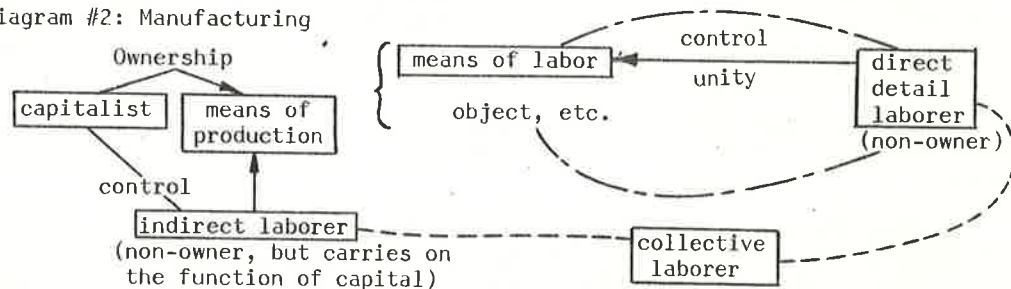 iagram #2: Manufacturing
Ownership
capitalist
means of
production
control
indirect laborer
(non-owner, but carries on
the function of capital)
means of labor
object, etc.
control
unity
direct
detail
laborer
(non-owner)
collective
laborer